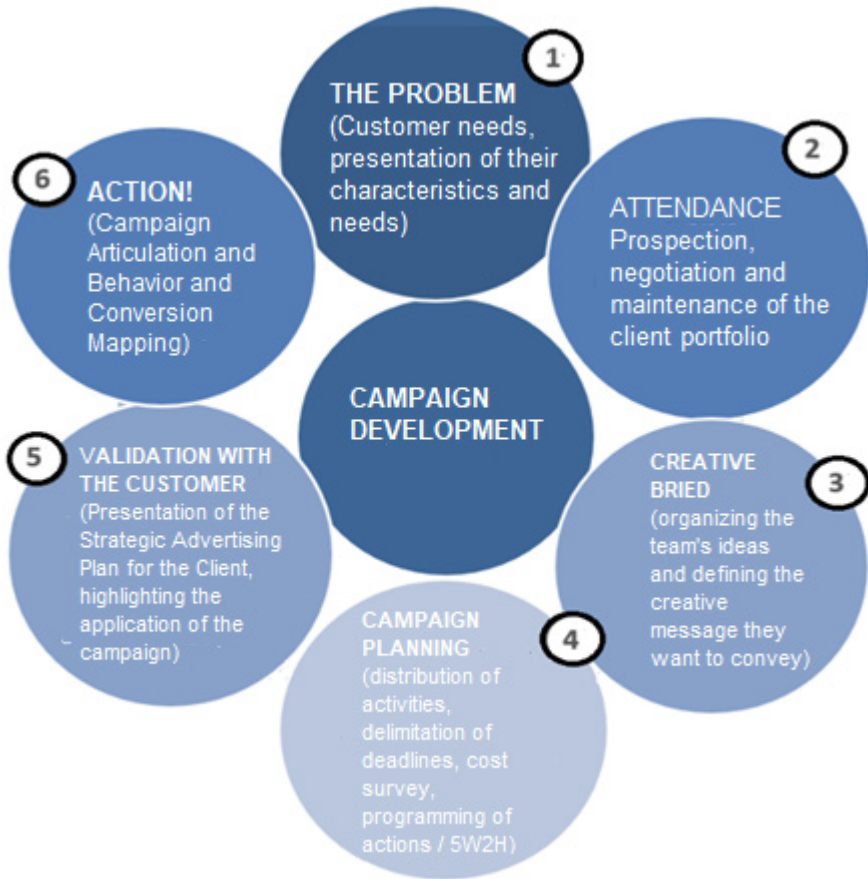 1
THE PROBLEM
(Customer needs,
presentation of their
characteristics and
needs)
2
ATTENDANCE
Prospection,
negotiation and
maintenance of the
client portfolio
3
CREATIVE
BRIED
(organizing the
team's ideas
and defining the
creative
message they
want to convey)
4
CAMPAIGN
PLANNING
(distribution of
activities,
delimitation of
deadlines, cost
survey,
programming of
actions / 5W2H)
5
VALIDATION WITH
THE CUSTOMER
(Presentation of the
Strategic Advertising
Plan for the Client,
highlighting the
application of the
campaign)
6
ACTION!
(Campaign
Articulation and
Behavior and
Conversion
Mapping)
CAMPAIGN
DEVELOPMENT